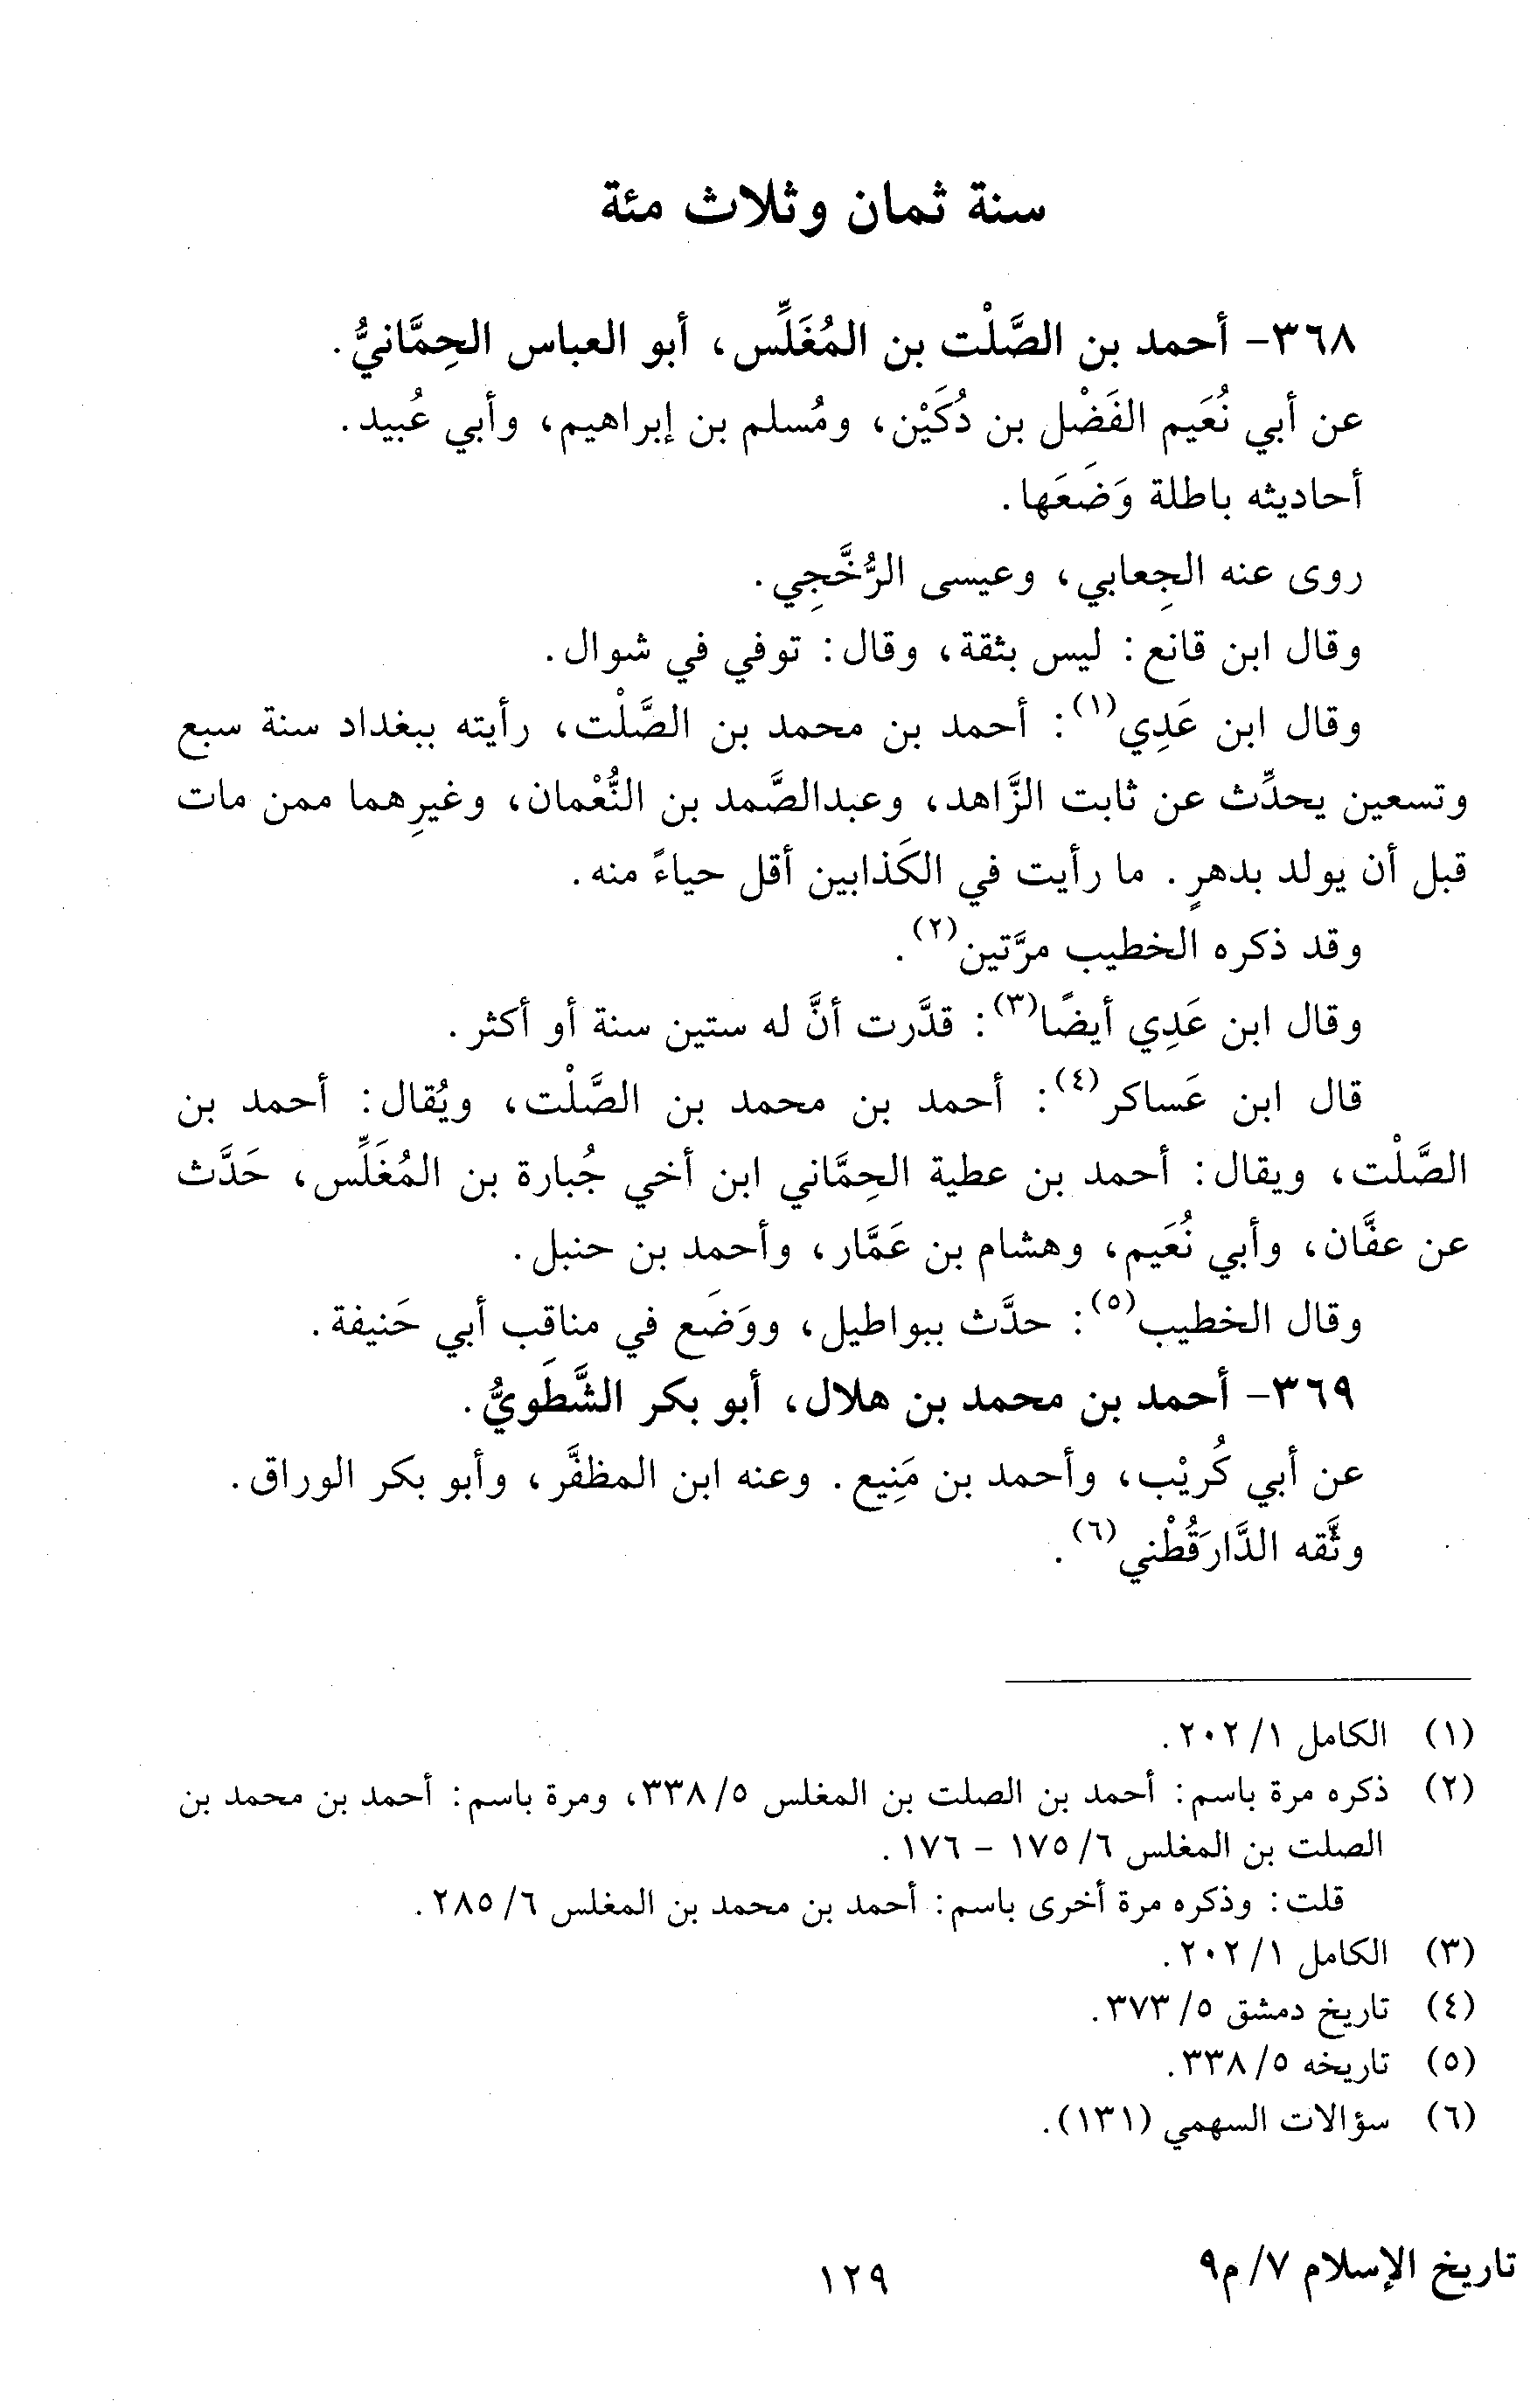 سنة ثمان وثلاث مئة
٣٦٨- أحمد بن الصَّلْت بن المُغَلِّس، أبو العباس الحِمَّانيُّ.
عن أبي نُعَيم الفَضْل بن دُكَيْن، ومُسلم بن إبراهيم، وأبي عُبيد.
أحاديثه باطلة وَضَعَها.
روى عنه الجِعابي، وعيسى الرُّخَّجِي.
وقال ابن قانع: ليس بثقة، وقال: توفي في شوال.
وقال ابن عَدِي(١): أحمد بن محمد بن الصَّلْت، رأيته ببغداد سنة سبع
وتسعين يحدِّث عن ثابت الزَّاهد، وعبدالصَّمد بن النُّعْمان، وغيرِهما ممن مات
قبل أن يولد بدهرٍ. ما رأيت في الكَذابين أقل حياءً منه.
وقد ذكره الخطيب مرَّتين(٢).
وقال ابن عَدِي أيضًا(٣): قدَّرت أنَّ له ستين سنة أو أكثر.
قال ابن عَساكر(٤): أحمد بن محمد بن الصَّلْت، ويُقال: أحمد بن
الصَّلْت، ويقال: أحمد بن عطية الحِمَّاني ابن أخي جُبارة بن المُغَلِّس، حَدَّث
عن عفَّان، وأبي نُعَيم، وهشام بن عَمَّار، وأحمد بن حنبل.
وقال الخطيب(٥): حدَّث ببواطيل، ووَضَع في مناقب أبي حَنيفة.
٣٦٩- أحمد بن محمد بن هلال، أبو بكر الشَّطَويُّ.
عن أبي كُريْب، وأحمد بن مَنِيع. وعنه ابن المظفَّر، وأبو بكر الوراق.
وثَّقه الدَّارَقُطْني(٦).
(١) الكامل ١/ ٢٠٢.
(٢) ذكره مرة باسم: أحمد بن الصلت بن المغلس ٥/ ٣٣٨، ومرة باسم: أحمد بن محمد بن
الصلت بن المغلس ٦/ ١٧٥ - ١٧٦.
قلت: وذكره مرة أخرى باسم: أحمد بن محمد بن المغلس ٦/ ٢٨٥.
(٣) الكامل ١/ ٢٠٢.
(٤) تاريخ دمشق ٥/ ٣٧٣.
(٥) تاريخه ٥/ ٣٣٨.
(٦) سؤالات السهمي (١٣١).
تاريخ الإسلام ٧/ م٩
١٢٩